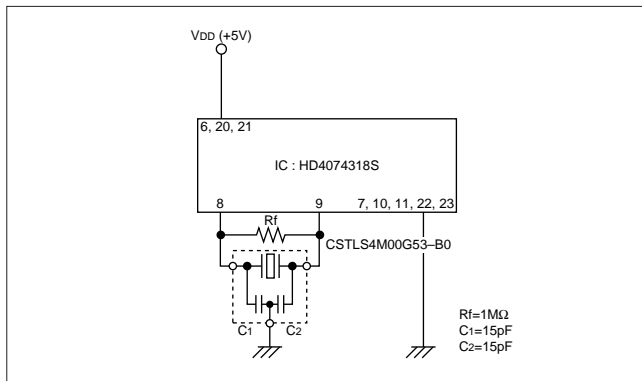 VDD (+5V)
6, 20, 21
IC : HD4074318S
8 9 7, 10, 11, 22, 23
Rf
CSTLS4M00G53–B0
C1 C2
Rf=1MΩ
C1=15pF
C2=15pF